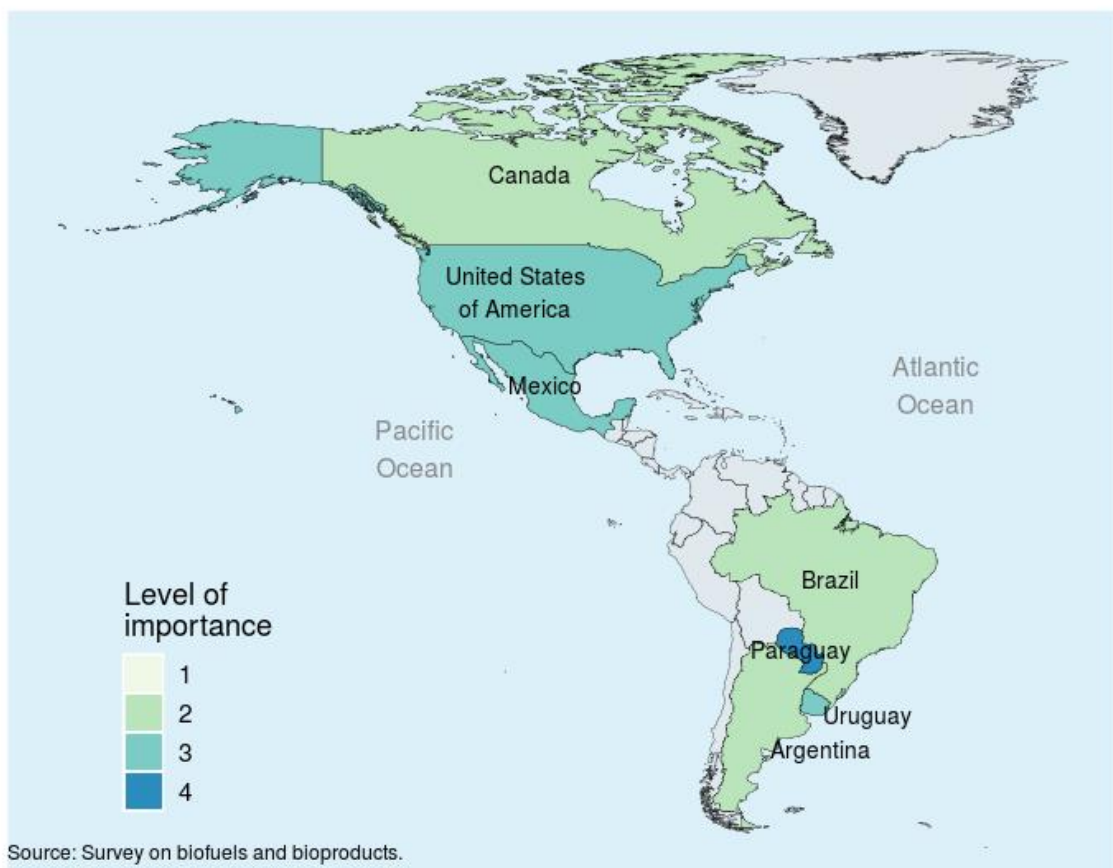 Canada
United States
of America
Mexico
Atlantic
Ocean
Pacific
Ocean
Brazil
Paraguay
Uruguay
Argentina
Level of
importance
1
2
3
4
Source: Survey on biofuels and bioproducts.